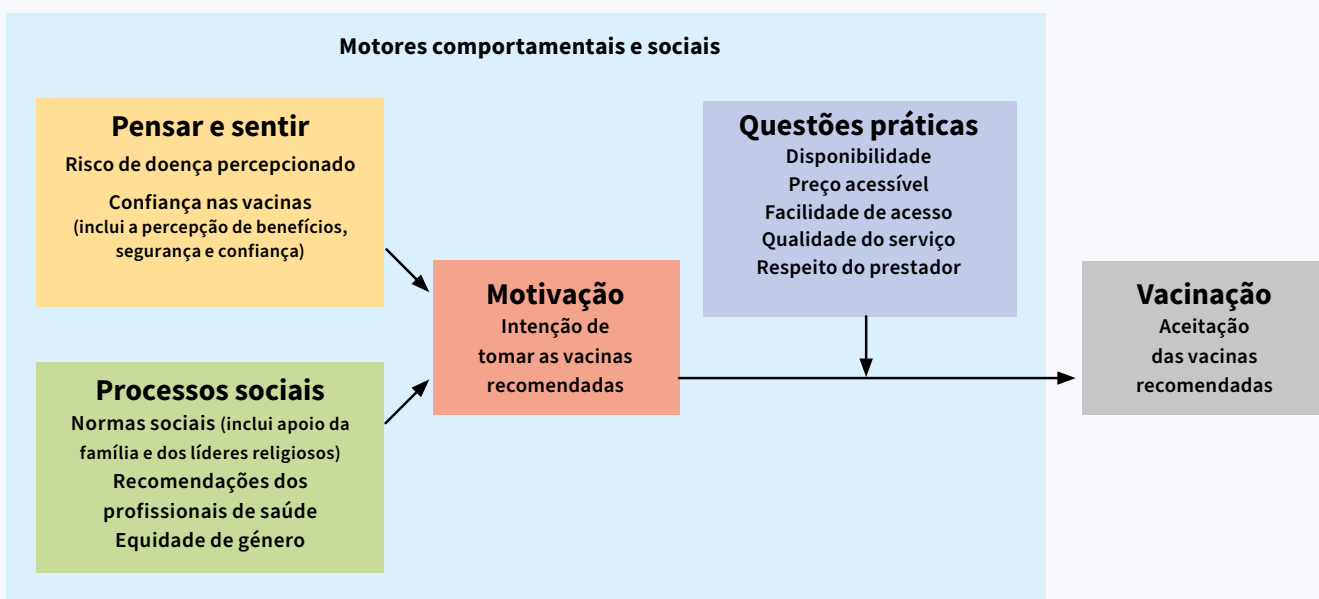 Motores comportamentais e sociais
Pensar e sentir
Risco de doença percepcionado
Confiança nas vacinas
(inclui a percepção de benefícios,
segurança e confiança)
Processos sociais
Normas sociais (inclui apoio da
família e dos líderes religiosos)
Recomendações dos
profissionais de saúde
Equidade de género
Motivação
Intenção de
tomar as vacinas
recomendadas
Questões práticas
Disponibilidade
Preço acessível
Facilidade de acesso
Qualidade do serviço
Respeito do prestador
Vacinação
Aceitação
das vacinas
recomendadas